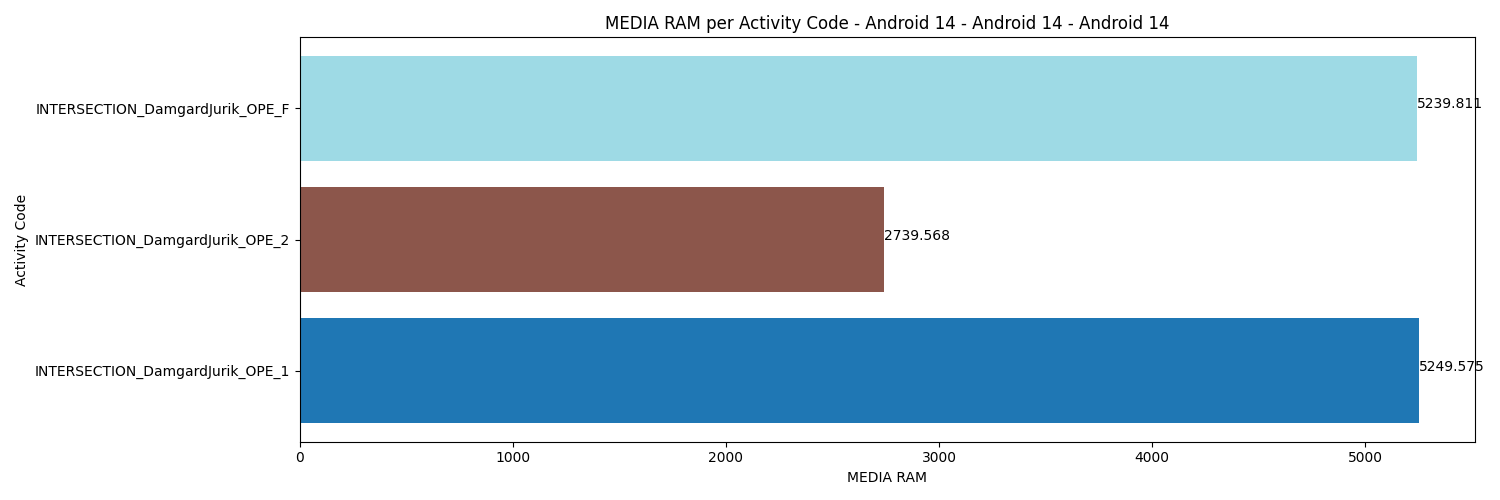 MEDIA RAM per Activity Code - Android 14 - Android 14 - Android 14
Activity Code
INTERSECTION_DamgardJurik_OPE_F
5239.811
INTERSECTION_DamgardJurik_OPE_2
2739.568
INTERSECTION_DamgardJurik_OPE_1
5249.575
0 1000 2000 3000 4000 5000
MEDIA RAM